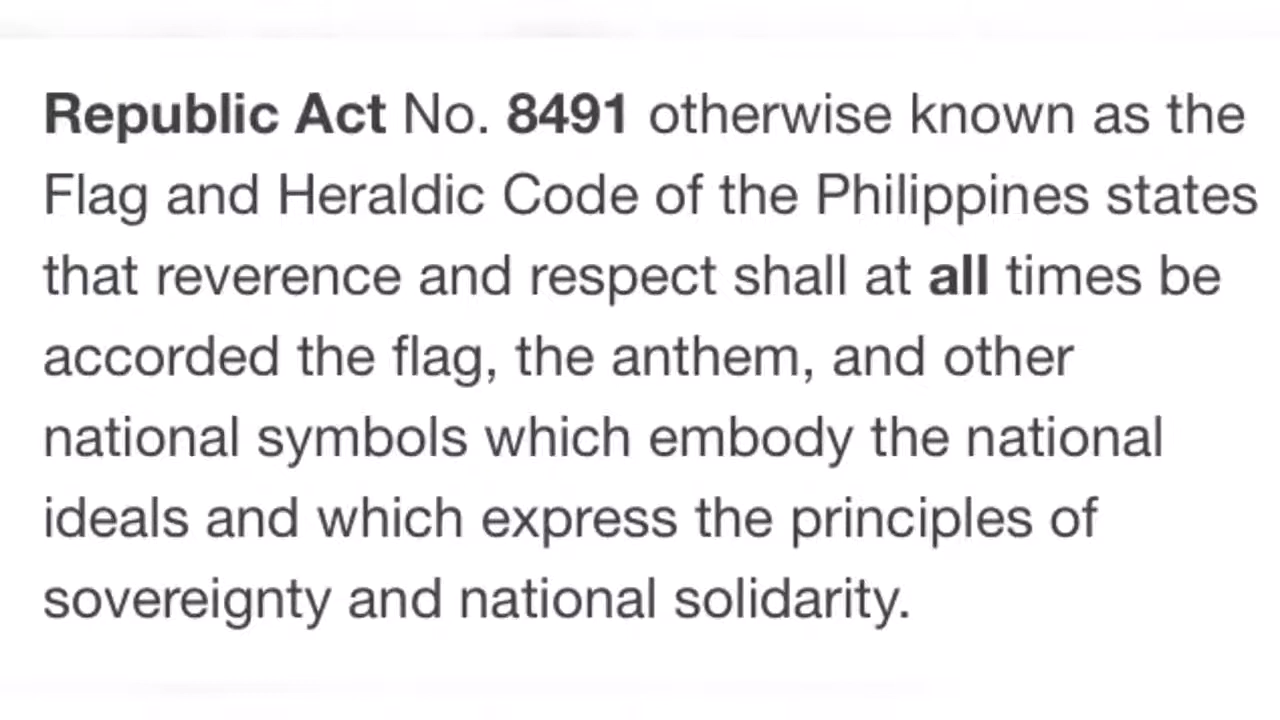 Republic Act No. 8491 otherwise known as the
Flag and Heraldic Code of the Philippines states
that reverence and respect shall at all times be
accorded the flag, the anthem, and other
national symbols which embody the national
ideals and which express the principles of
sovereignty and national solidarity.